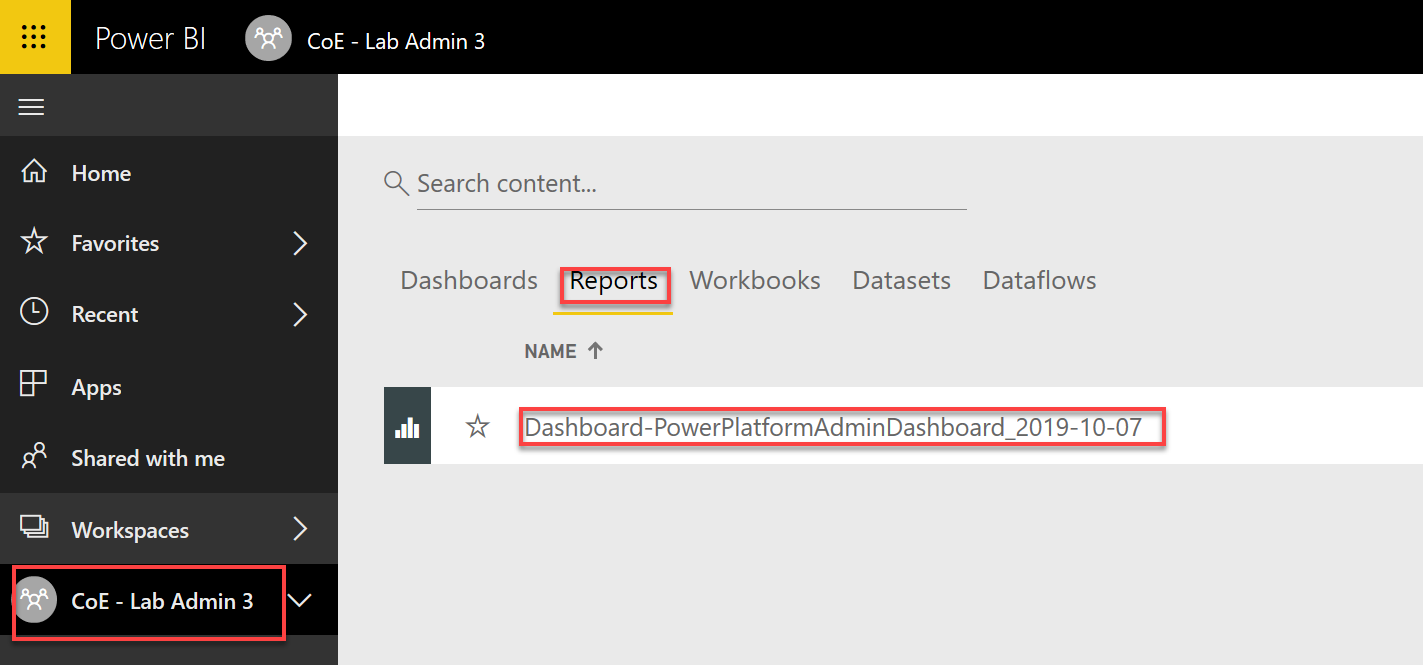 Power BI
CoE - Lab Admin 3
Home
Favorites
Recent
Apps
Shared with me
Workspaces
CoE - Lab Admin 3
Search content...
Dashboards Reports Workbooks Datasets Dataflows
NAME
Dashboard-PowerPlatformAdminDashboard_2019-10-07